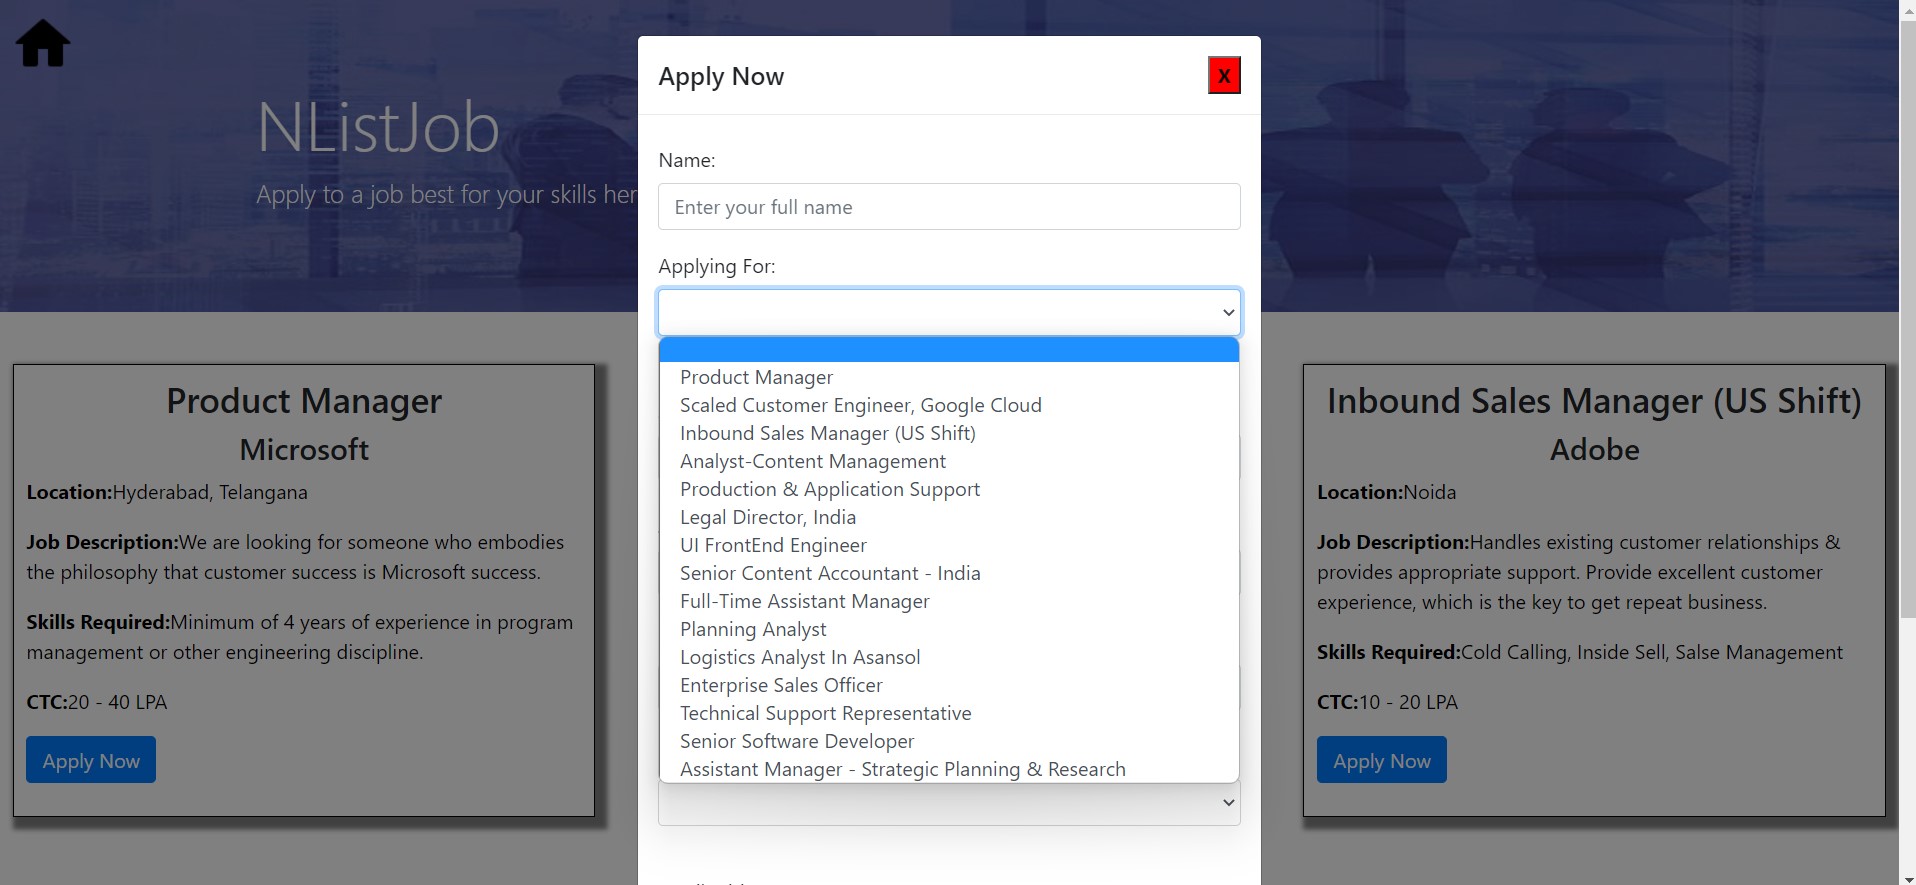 NListJob
Apply to a job best for your skills her
Apply Now
X
Name:
Enter your full name
Applying For:
Product Manager
Scaled Customer Engineer, Google Cloud
Inbound Sales Manager (US Shift)
Analyst-Content Management
Production & Application Support
Legal Director, India
UI FrontEnd Engineer
Senior Content Accountant - India
Full-Time Assistant Manager
Planning Analyst
Logistics Analyst In Asansol
Enterprise Sales Officer
Technical Support Representative
Senior Software Developer
Assistant Manager - Strategic Planning & Research
Product Manager
Microsoft
Location:Hyderabad, Telangana
Job Description:We are looking for someone who embodies
the philosophy that customer success is Microsoft success.
Skills Required:Minimum of 4 years of experience in program
management or other engineering discipline.
CTC:20 - 40 LPA
Apply Now
Inbound Sales Manager (US Shift)
Adobe
Location:Noida
Job Description:Handles existing customer relationships &
provides appropriate support. Provide excellent customer
experience, which is the key to get repeat business.
Skills Required:Cold Calling, Inside Sell, Salse Management
CTC:10 - 20 LPA
Apply Now